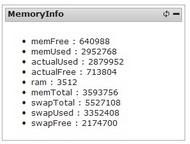 MemoryInfo
memFree : 640988
memUsed : 2952768
actualUsed : 2879952
actualFree : 713804
ram : 3512
memTotal : 3593756
swapTotal : 5527108
swapUsed : 3352408
swapFree : 2174700